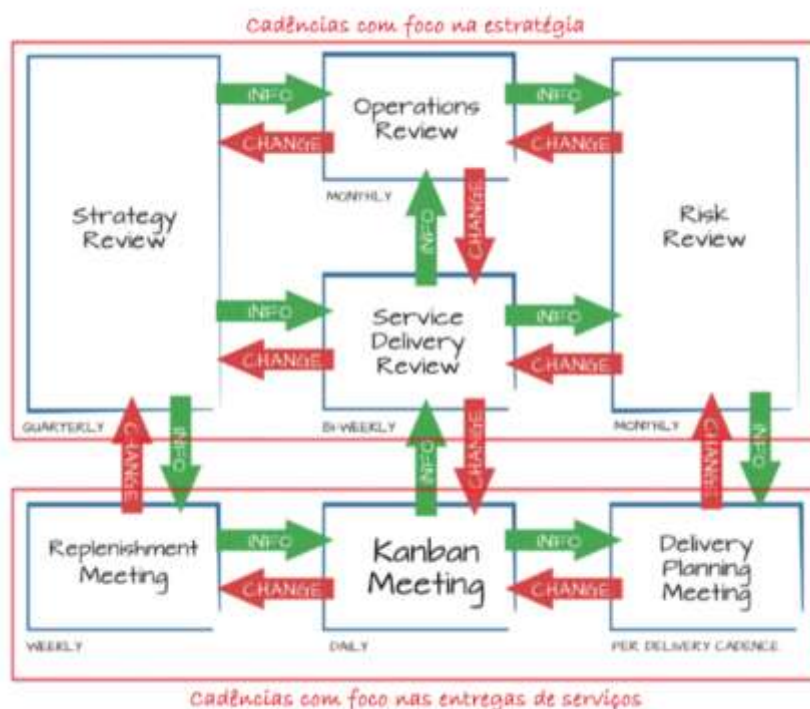 Cadências com foco na estratégia
INFO
INFO
Operations
Review
CHANGE
CHANGE
MONTHLY
Strategy
Review
INFO
CHANGE
Risk
Review
INFO
INFO
Service
Delivery
Review
CHANGE
CHANGE
QUARTERLY
BI-WEEKLY
MONTHLY
CHANGE
INFO
INFO
CHANGE
CHANGE
INFO
Replenishment
Meeting
INFO
CHANGE
Kanban
Meeting
INFO
CHANGE
Delivery
Planning
Meeting
WEEKLY
DAILY
PER DELIVERY CADENCE
Cadências com foco nas entregas de serviços